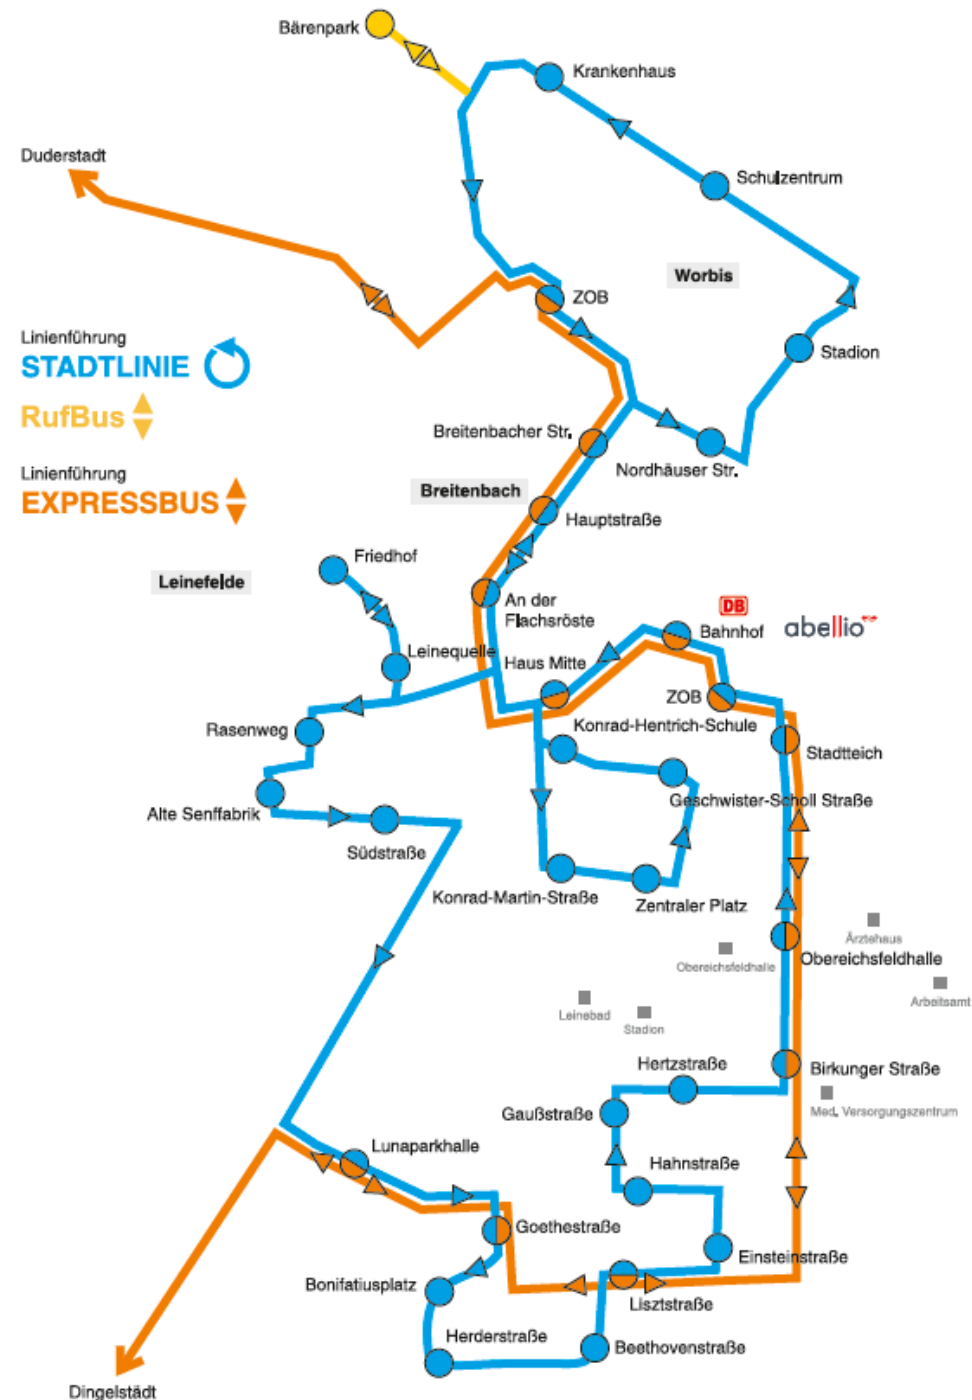 Bärenpark
Krankenhaus
Duderstadt
Schulzentrum
Worbis
ZOB
Linienführung
STADTLINIE
Stadion
RufBus
Breitenbacher Str.
Nordhäuser Str.
Linienführung
EXPRESSBUS
Breitenbach
Hauptstraße
Friedhof
Leinefelde
An der
Flachsröste
DB
Bahnhof
abellio
Leinequelle
Haus Mitte
ZOB
Rasenweg
Konrad-Hentrich-Schule
Stadtteich
Geschwister-Scholl Straße
Alte Senffabrik
Südstraße
Konrad-Martin-Straße
Zentraler Platz
Ärztehaus
Obereichsfeldhalle
Obereichsfeldhalle
Arbeitsamt
Leinebad
Stadion
Hertzstraße
Birkunger Straße
Gaußstraße
Med. Versorgungszentrum
Lunaparkhalle
Hahnstraße
Goethestraße
Einsteinstraße
Bonifatiusplatz
Lisztstraße
Herderstraße
Beethovenstraße
Dingelstädt